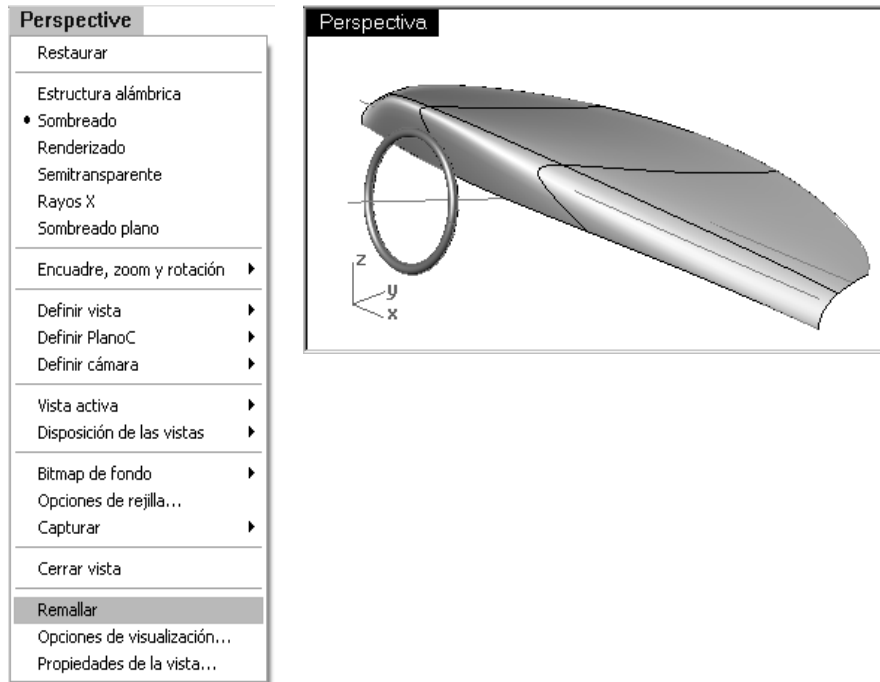 Perspective
Restaurar
Estructura alámbrica
Sombreado
Renderizado
Semitransparente
Rayos X
Sombreado plano
Encuadre, zoom y rotación
Definir vista
Definir PlanoC
Definir cámara
Vista activa
Disposición de las vistas
Bitmap de fondo
Opciones de rejilla...
Capturar
Cerrar vista
Remallar
Opciones de visualización...
Propiedades de la vista...
Perspectiva
z
y
x